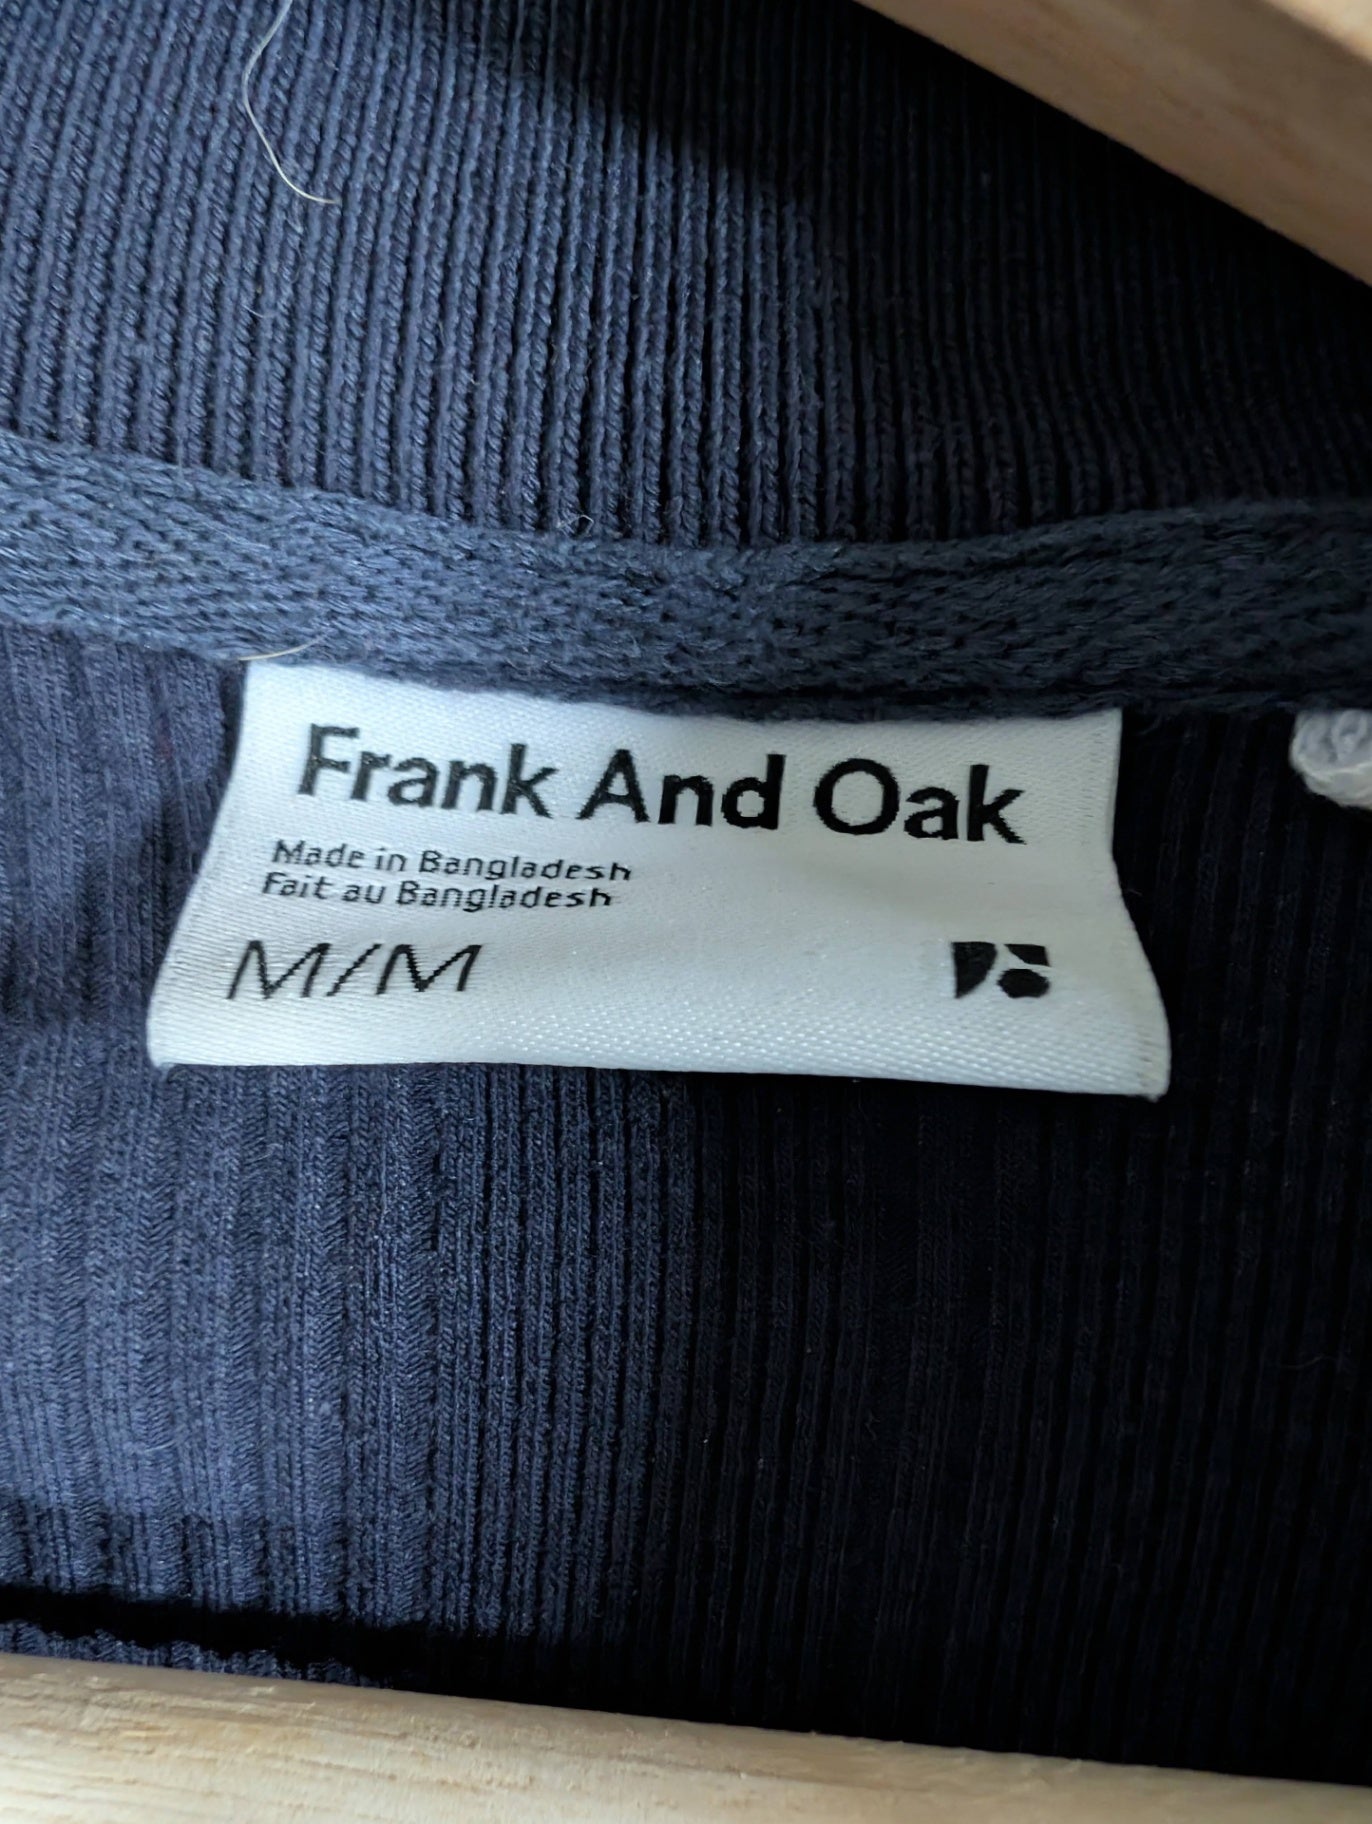 Frank And Oak
Made in Bangladesh
Fait au Bangladesh
M/M